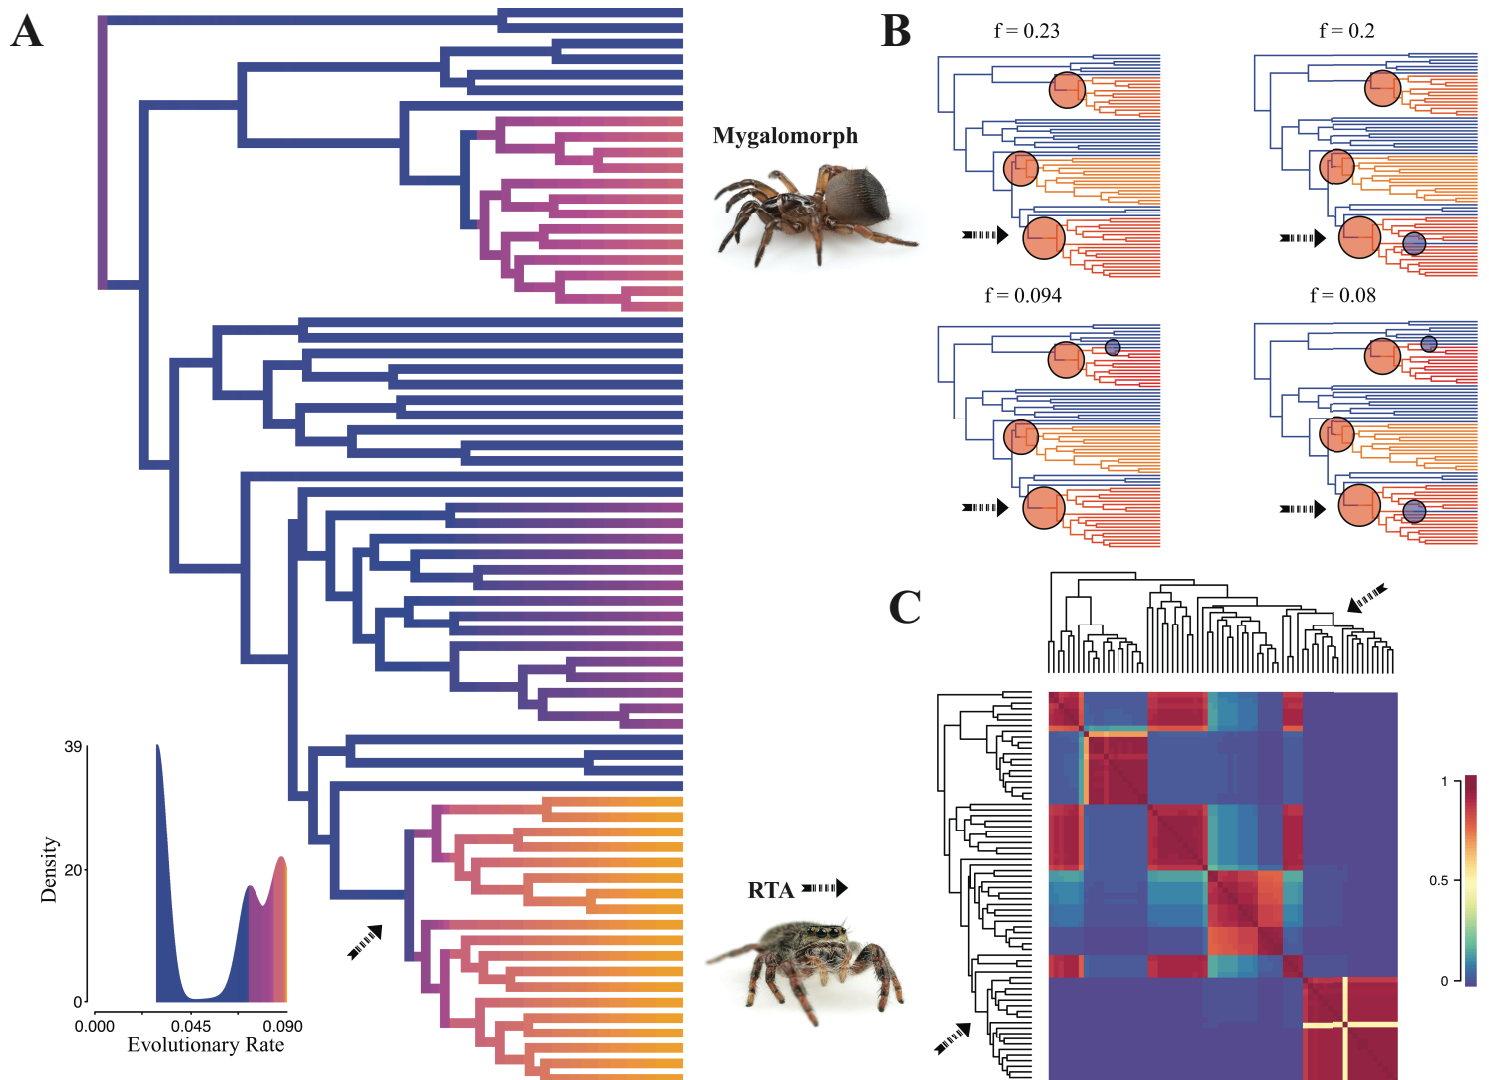 A
B
f = 0.23
f = 0.2
Mygalomorph
f = 0.094
f = 0.08
C
39
20
0
Density
0.000
0.045
0.090
Evolutionary Rate
RTA
1
0.5
0